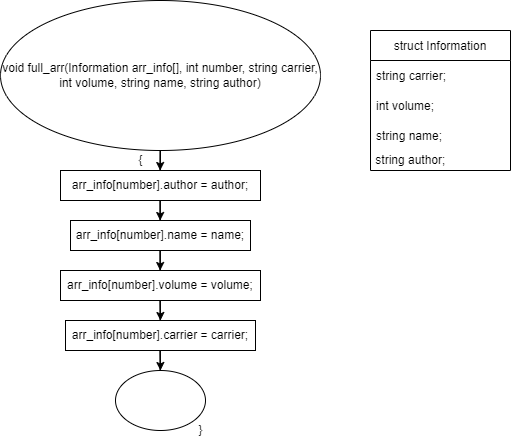 void full_arr(Information arr_info[], int number, string carrier,
int volume, string name, string author)
{
arr_info[number].author = author;
arr_info[number].name = name;
arr_info[number].volume = volume;
arr_info[number].carrier = carrier;
}
struct Information
string carrier;
int volume;
string name;
string author;